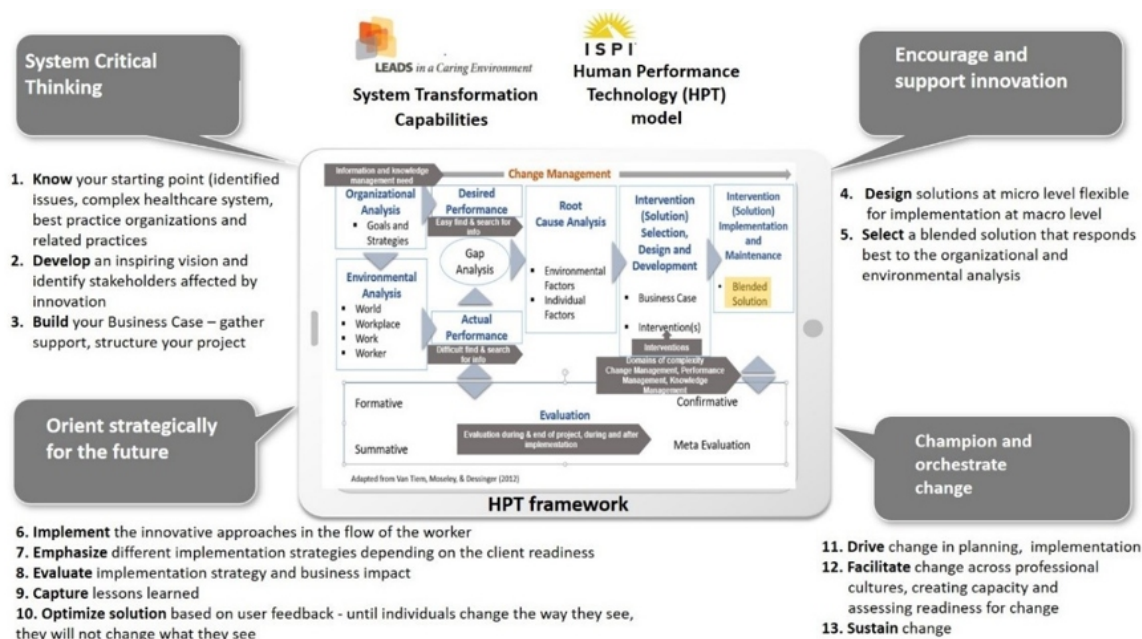 System Critical
Thinking
LEADS in a Caring Environment
System Transformation
Capabilities
ISPI
Human Performance
Technology (HPT)
model
Encourage and
support innovation
1. Know your starting point (identified
issues, complex healthcare system,
best practice organizations and
related practices
2. Develop an inspiring vision and
identify stakeholders affected by
innovation
3. Build your Business Case – gather
support, structure your project
Information and knowledge
management need
Change Management
Organizational
Analysis
▪ Goals and
Strategies
Environmental
Analysis
▪ World
▪ Workplace
▪ Work
▪ Worker
Desired
Performance
Easy find & search for
info
Gap
Analysis
Actual
Performance
Difficult find & search
for info
Root
Cause Analysis
▪ Environmental
Factors
▪ Individual
Factors
Intervention
(Solution)
Selection,
Design and
Development
▪ Business Case
▪ Intervention(s)
Interventions
Domains of complexity
Change Management, Performance
Management, Knowledge
Management
Intervention
(Solution)
Implementation
and
Maintenance
▪ Blended
Solution
Formative
Summative
Evaluation
Evaluation during & end of project, during and after
implementation
Confirmative
Meta Evaluation
Adapted from Van Tiem, Moseley, & Dessinger (2012)
HPT framework
4. Design solutions at micro level flexible
for implementation at macro level
5. Select a blended solution that responds
best to the organizational and
environmental analysis
Orient strategically
for the future
6. Implement the innovative approaches in the flow of the worker
7. Emphasize different implementation strategies depending on the client readiness
8. Evaluate implementation strategy and business impact
9. Capture lessons learned
10. Optimize solution based on user feedback - until individuals change the way they see,
they will not change what they see
Champion and
orchestrate
change
11. Drive change in planning, implementation
12. Facilitate change across professional
cultures, creating capacity and
assessing readiness for change
13. Sustain change